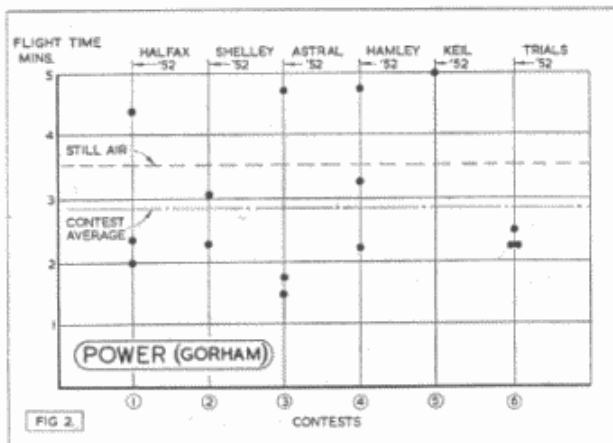 FLIGHT TIME
MINS.
HALFAX
'52
SHELLEY
'52
ASTRAL
'52
HAMLEY
'52
KEIL
'52
TRIALS
'52
5
4
STILL AIR
3
CONTEST
AVERAGE
2
1
POWER (GORHAM)
FIG 2.
1
2
3
4
5
6
CONTESTS